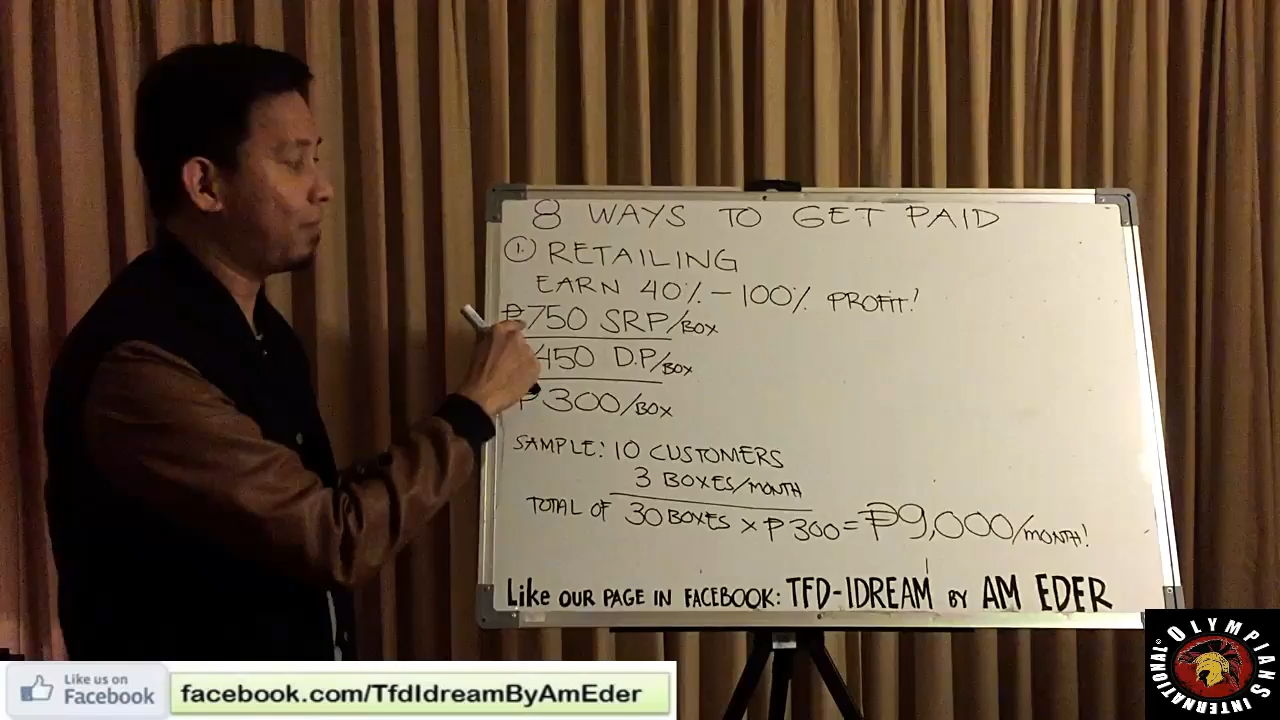 8 WAYS TO GET PAID
1. RETAILING
EARN 40% - 100% PROFIT!
₱750 SRP/BOX
450 D.P/BOX
₱300/BOX
SAMPLE: 10 CUSTOMERS
3 BOXES/MONTH
TOTAL OF 30 BOXES x ₱300 = ₱9,000/MONTH!
Like OUR PAGE IN FACEBOOK: TFD-IDREAM BY AM EDER
Like us on
Facebook
facebook.com/TfdIdreamByAmEder
OLYMPIANS
INTERNATIONAL
©